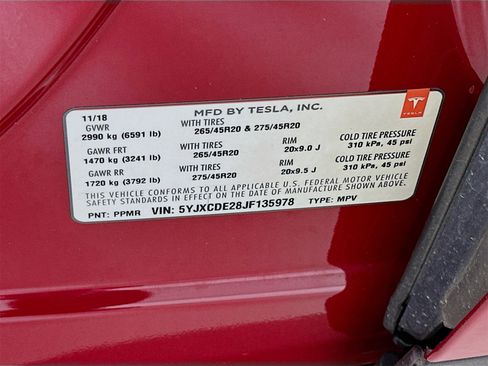 11/18 MFD BY TESLA, INC. TESLA
GVWR WITH TIRES
2990 kg (6591 lb) 265/45R20 & 275/45R20
GAWR FRT WITH TIRES RIM COLD TIRE PRESSURE
1470 kg (3241 lb) 265/45R20 20x9.0 J 310 kPa, 45 psi
GAWR RR WITH TIRES RIM COLD TIRE PRESSURE
1720 kg (3792 lb) 275/45R20 20x9.5 J 310 kPa, 45 psi
THIS VEHICLE CONFORMS TO ALL APPLICABLE U.S. FEDERAL MOTOR VEHICLE
SAFETY STANDARDS IN EFFECT ON THE DATE OF MANUFACTURE SHOWN ABOVE.
PNT: PPMR VIN: 5YJXCDE28JF135978 TYPE: MPV